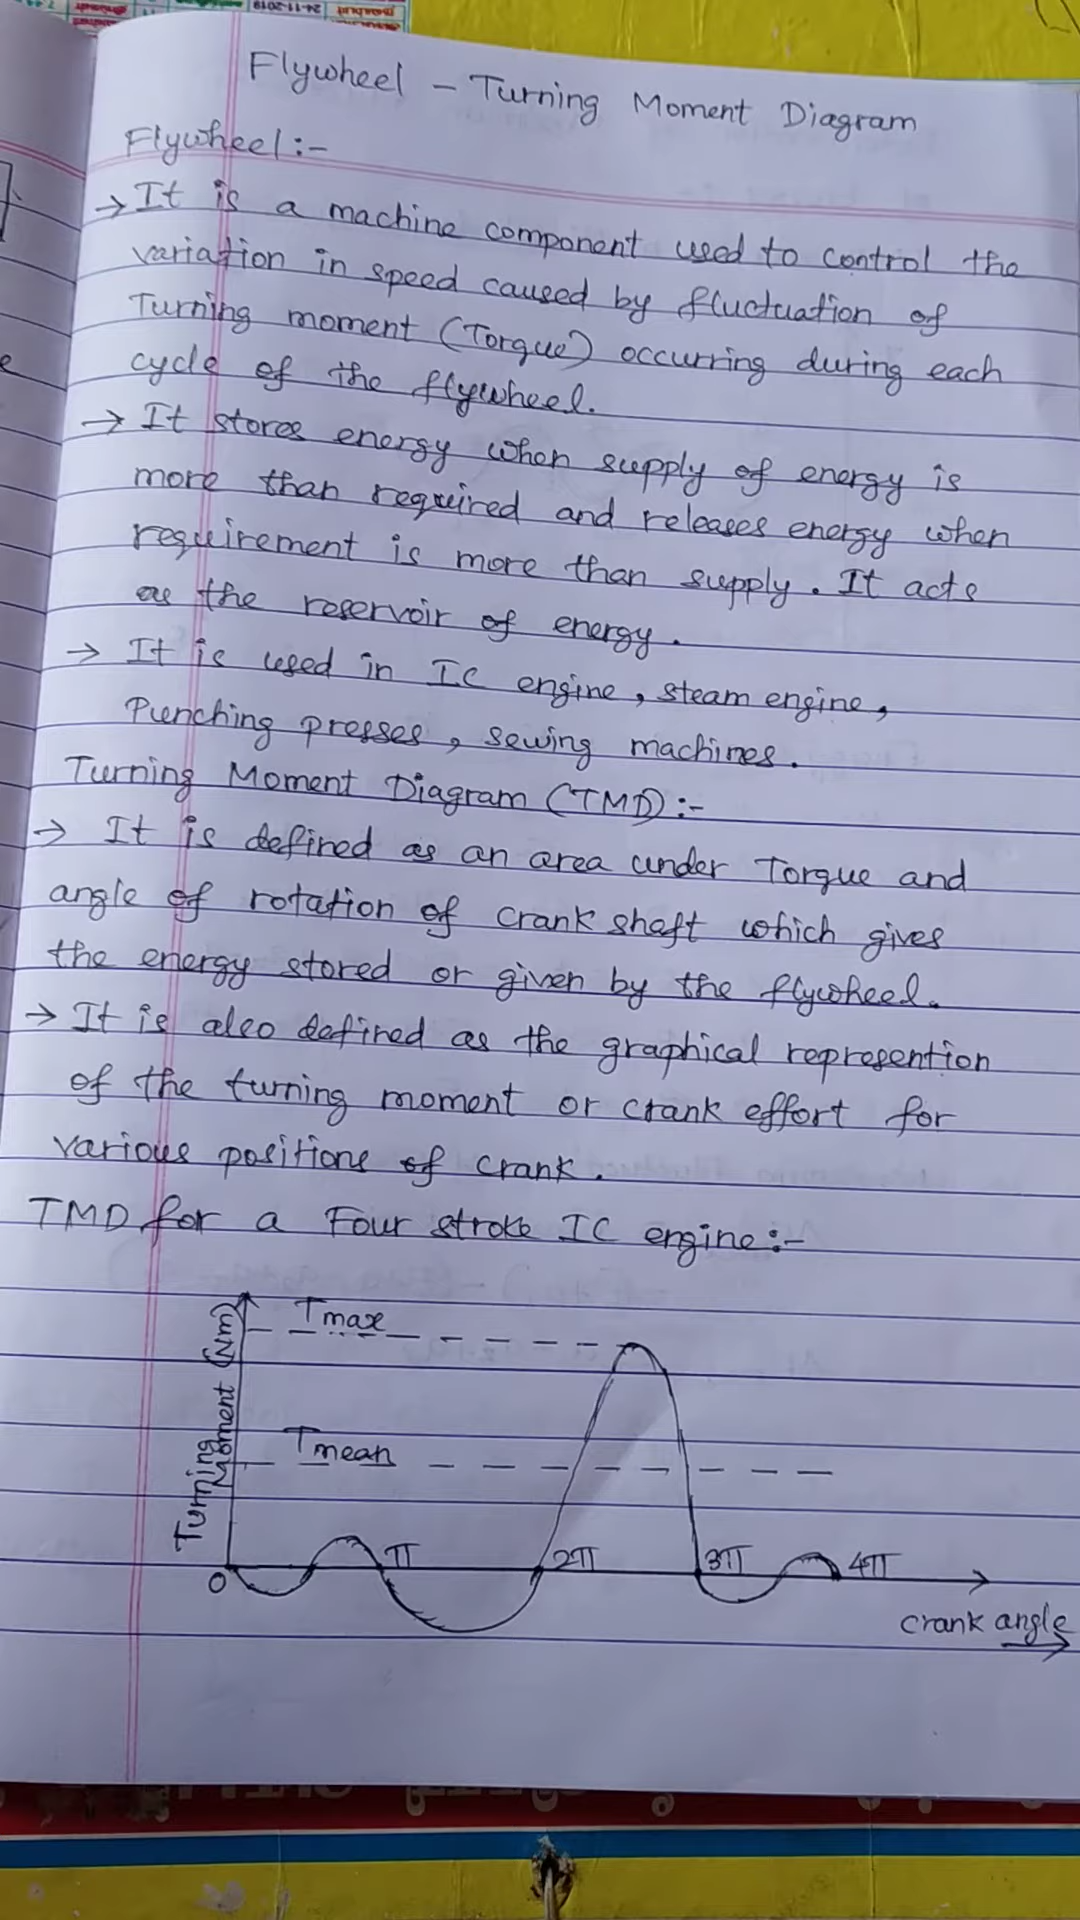 24-11-2019
Flywheel - Turning Moment Diagram
Flywheel :-
→ It is a machine component used to control the
variation in speed caused by fluctuation of
Turning moment (Torque) occurring during each
cycle of the flywheel.
→ It stores energy when supply of energy is
more than required and releases energy when
requirement is more than supply. It acts
as the reservoir of energy.
→ It is used in IC engine, steam engine,
Punching presses, sewing machines.
Turning Moment Diagram (TMD) :-
→ It is defined as an area under Torque and
angle of rotation of crank shaft which gives
the energy stored or given by the flywheel.
→ It is also defined as the graphical represention
of the turning moment or crank effort for
various positions of crank.
TMD for a Four stroke IC engine :-
Tmax
Turning Moment (Nm)
Tmean
0 π 2π 3π 4π
crank angle